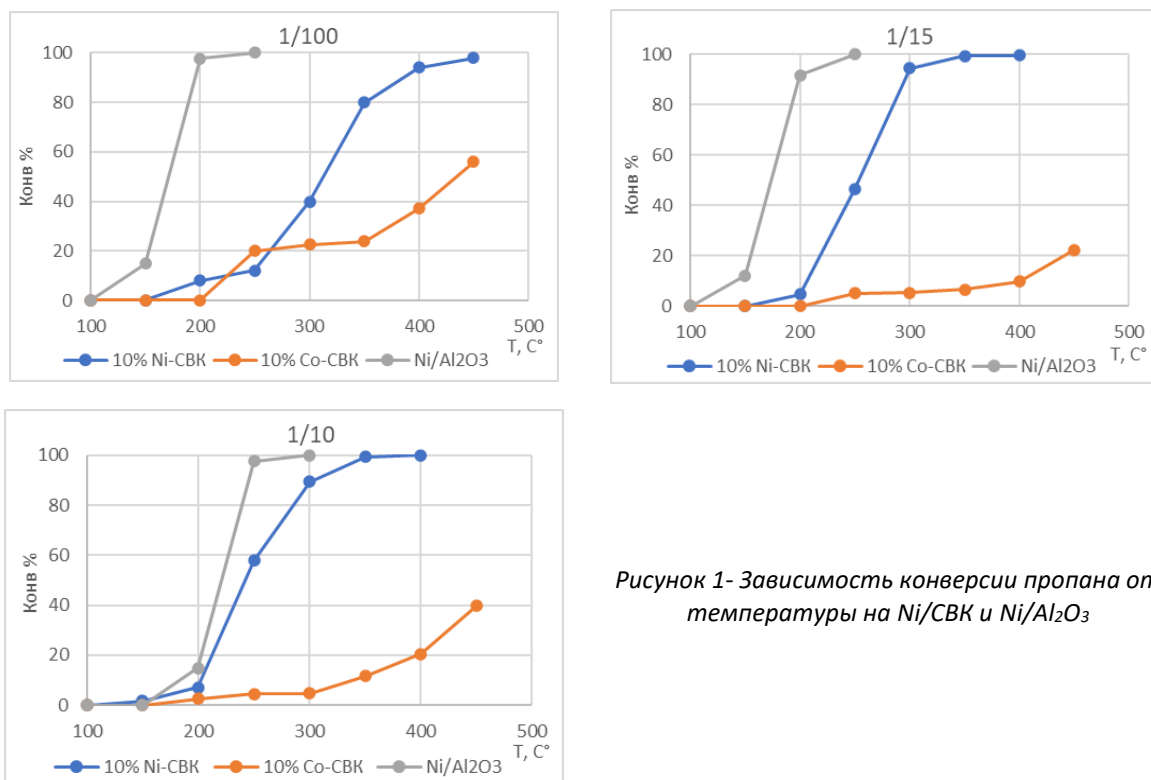 1/100
100
80
60
40
20
0
Конв %
100 200 300 400 500
T, C°
10% Ni-СВК 10% Co-СВК Ni/Al2O3
1/15
100
80
60
40
20
0
Конв %
100 200 300 400 500
T, C°
10% Ni-СВК 10% Co-СВК Ni/Al2O3
1/10
100
80
60
40
20
0
Конв %
100 200 300 400 500
T, C°
10% Ni-СВК 10% Co-СВК Ni/Al2O3
Рисунок 1- Зависимость конверсии пропана от
температуры на Ni/СВК и Ni/Al₂O₃